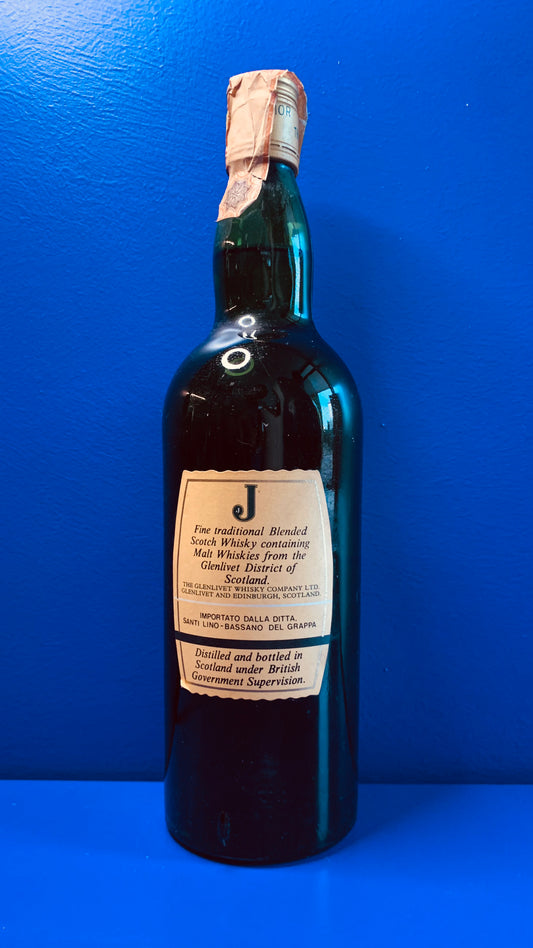 IOR
J
Fine traditional Blended
Scotch Whisky containing
Malt Whiskies from the
Glenlivet District of
Scotland.
THE GLENLIVET WHISKY COMPANY LTD.
GLENLIVET AND EDINBURGH, SCOTLAND.
IMPORTATO DALLA DITTA,
SANTI LINO-BASSANO DEL GRAPPA
Distilled and bottled in
Scotland under British
Government Supervision.